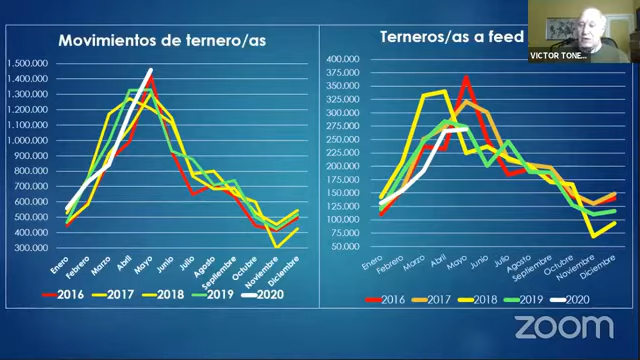 Movimientos de ternero/as
1.500.000
1.400.000
1.300.000
1.200.000
1.100.000
1.000.000
900.000
800.000
700.000
600.000
500.000
400.000
300.000
Enero
Febrero
Marzo
Abril
Mayo
Junio
Julio
Agosto
Septiembre
Octubre
Noviembre
Diciembre
2016 2017 2018 2019 2020
Terneros/as a feed
400.000
375.000
350.000
325.000
300.000
275.000
250.000
225.000
200.000
175.000
150.000
125.000
100.000
75.000
50.000
Enero
Febrero
Marzo
Abril
Mayo
Junio
Julio
Agosto
Septiembre
Octubre
Noviembre
Diciembre
2016 2017 2018 2019 2020
VICTOR TONE...
zoom